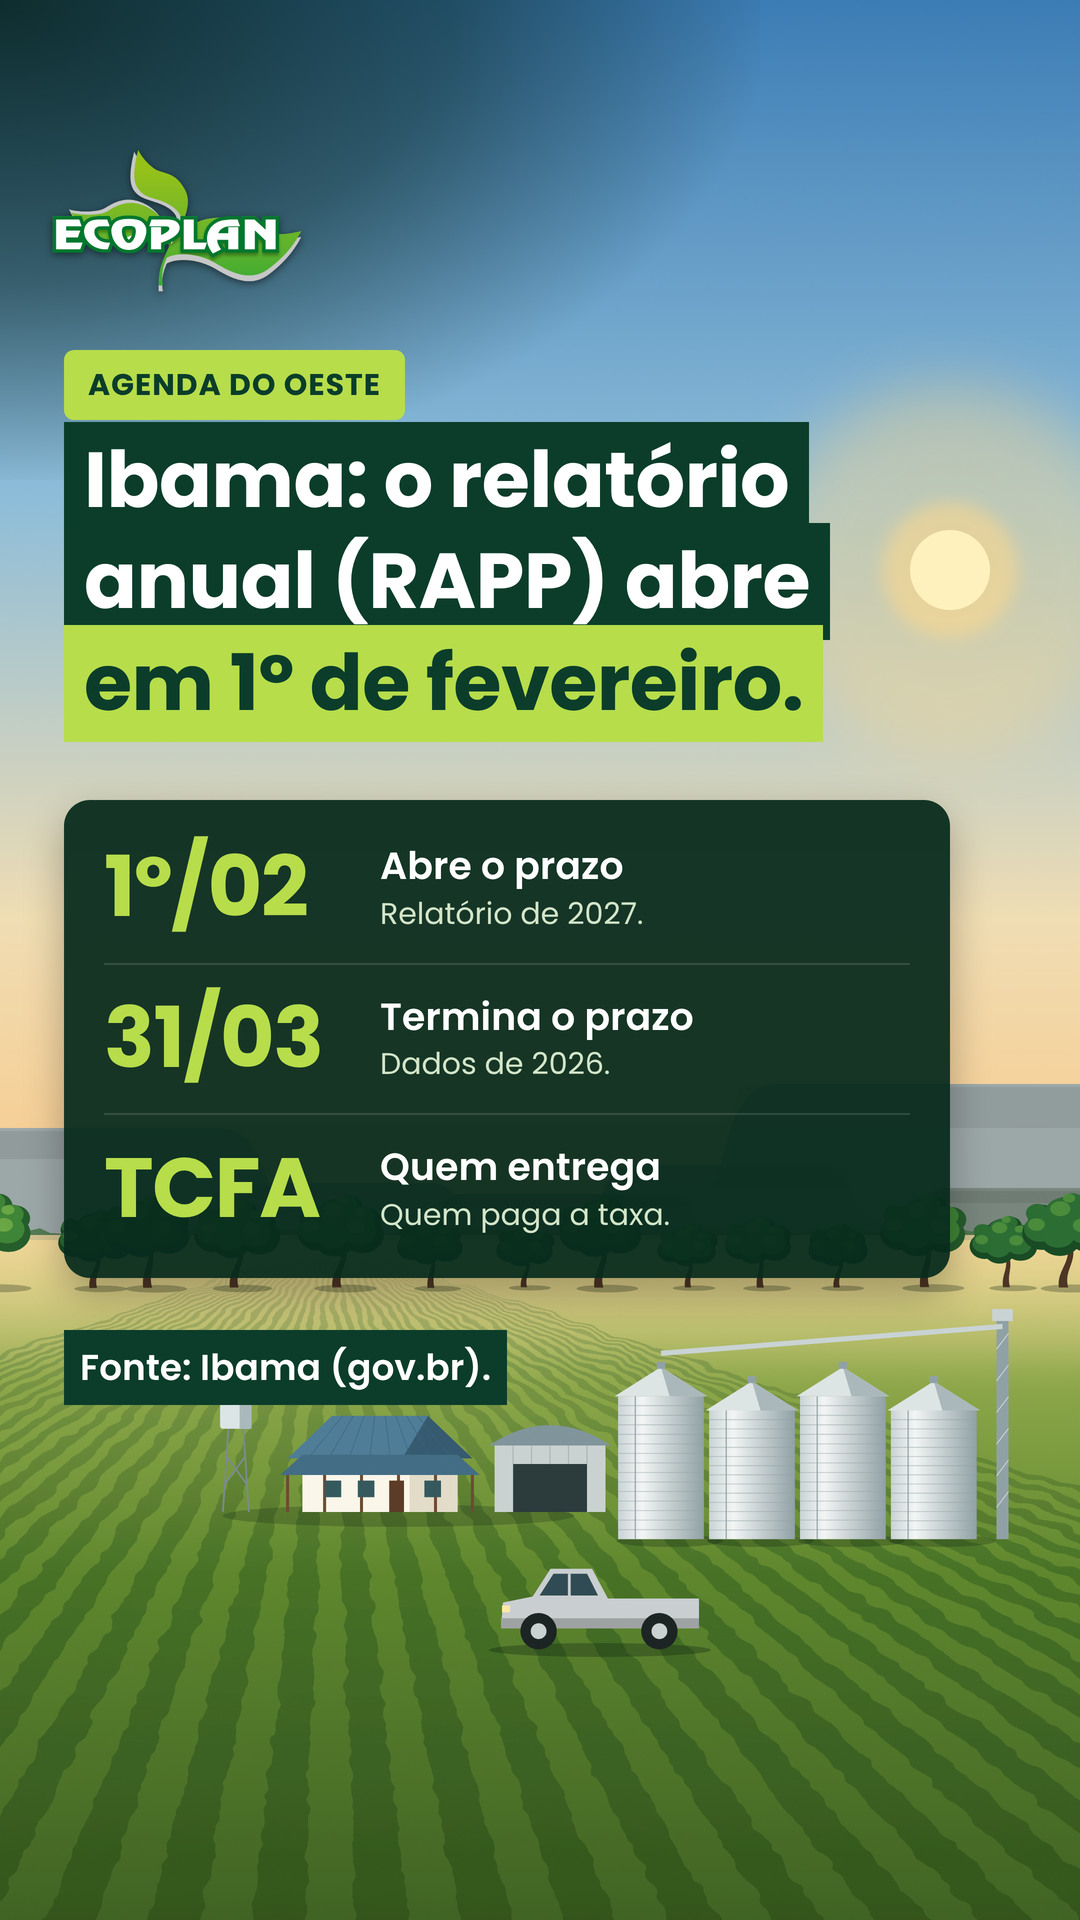 ECOPLAN
AGENDA DO OESTE
Ibama: o relatório
anual (RAPP) abre
em 1º de fevereiro.
1º/02
Abre o prazo
Relatório de 2027.
31/03
Termina o prazo
Dados de 2026.
TCFA
Quem entrega
Quem paga a taxa.
Fonte: Ibama (gov.br).